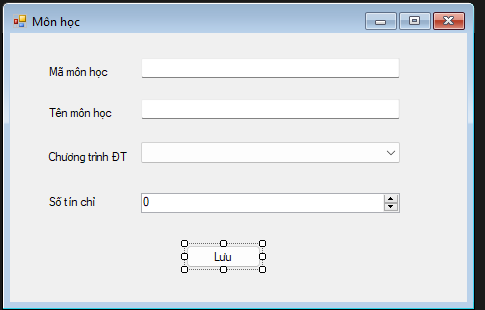 Môn học
Mã môn học
Tên môn học
Chương trình ĐT
Số tín chỉ
0
Lưu